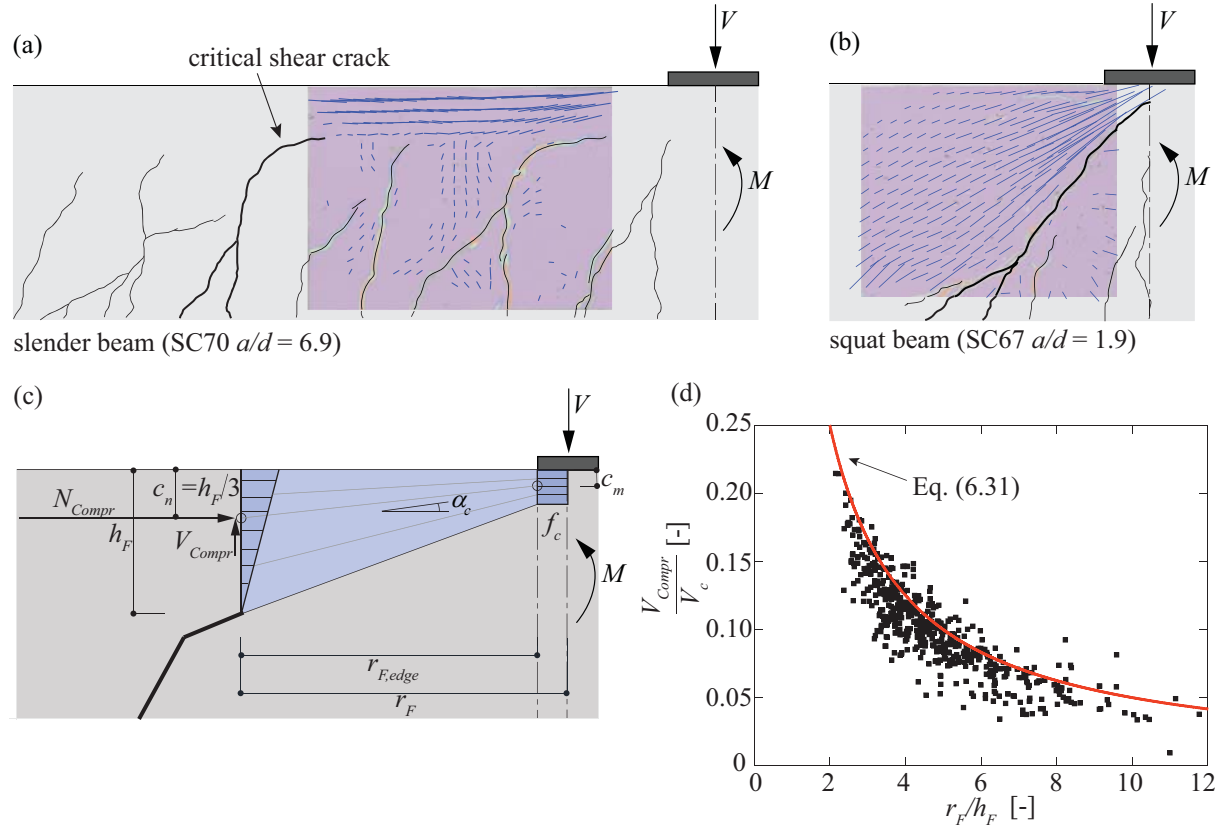 (a)
critical shear crack
V
M
slender beam (SC70 a/d = 6.9)
(b)
V
M
squat beam (SC67 a/d = 1.9)
(c)
V
c_n =h_F/3
c_m
N_Compr
α_c
h_F
V_Compr
f_c
M
r_F,edge
r_F
(d)
0.25
Eq. (6.31)
0.20
0.15
V_Compr/V_c [-]
0.10
0.05
0
0 2 4 6 8 10 12
r_F/h_F [-]